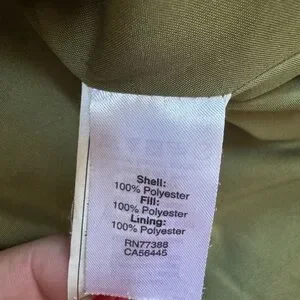 Shell:
100% Polyester
Fill:
100% Polyester
Lining:
100% Polyester
RN77388
CA56445